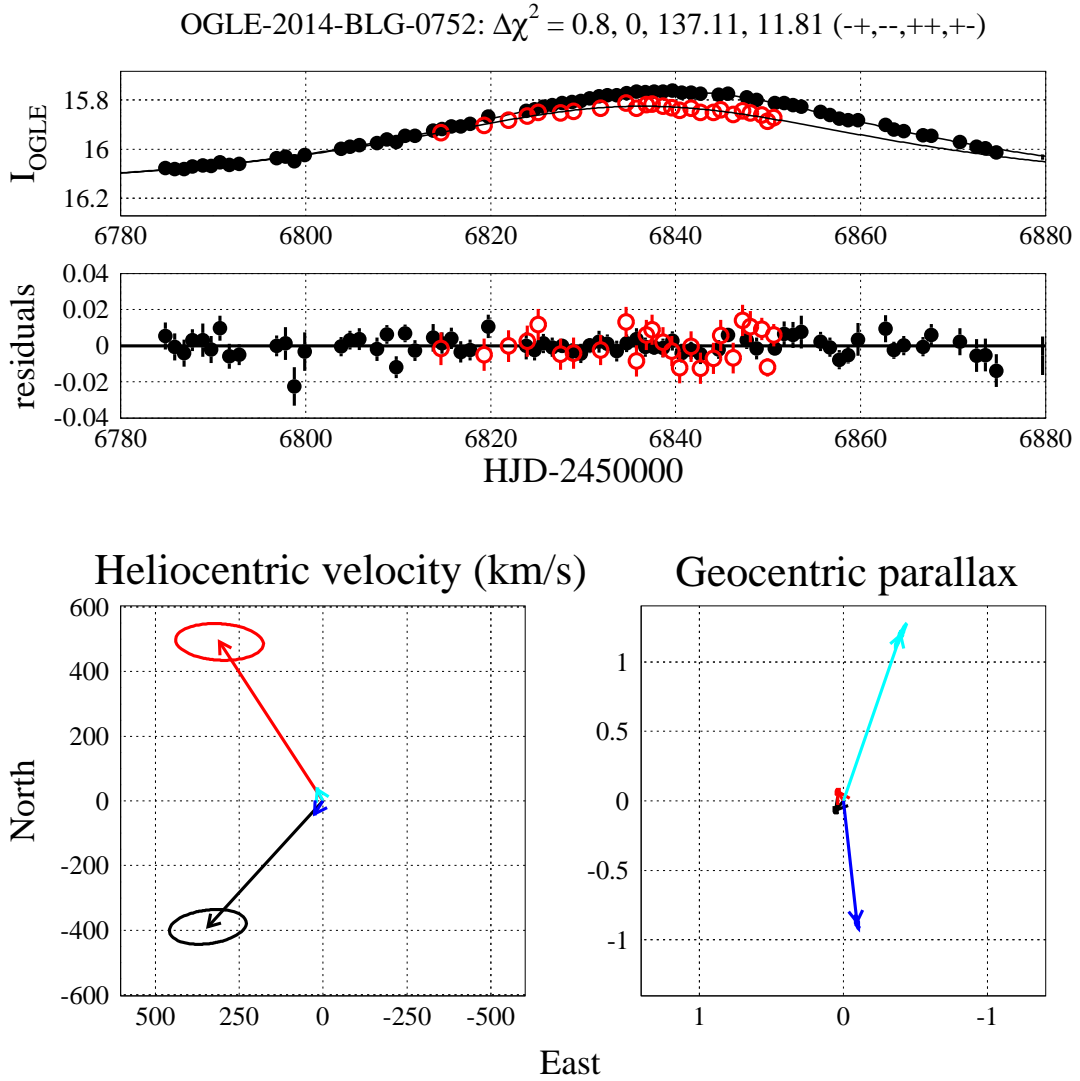 OGLE-2014-BLG-0752: Δχ² = 0.8, 0, 137.11, 11.81 (-+,--,++,+-)
I_OGLE
15.8
16
16.2
6780 6800 6820 6840 6860 6880
residuals
0.04
0.02
0
-0.02
-0.04
6780 6800 6820 6840 6860 6880
HJD-2450000
Heliocentric velocity (km/s)
Geocentric parallax
North
600
400
200
0
-200
-400
-600
500 250 0 -250 -500
1
0.5
0
-0.5
-1
1 0 -1
East